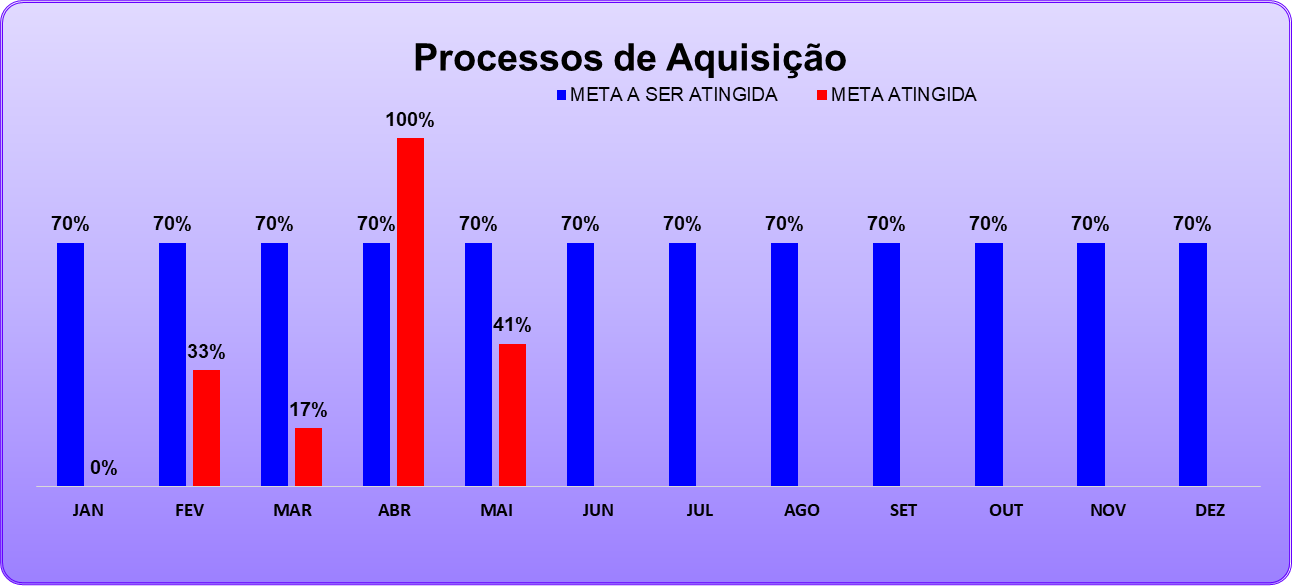 Processos de Aquisição
META A SER ATINGIDA META ATINGIDA
100%
70% 70% 70% 70% 70% 70% 70% 70% 70% 70% 70% 70%
41%
33%
17%
0%
JAN FEV MAR ABR MAI JUN JUL AGO SET OUT NOV DEZ